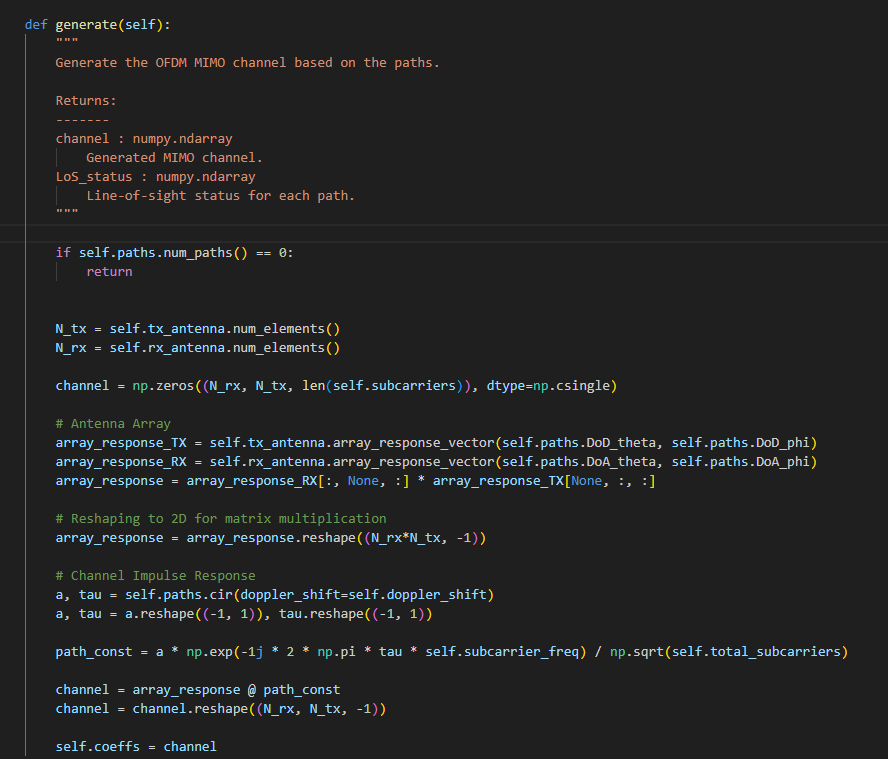 def generate(self):
    """
    Generate the OFDM MIMO channel based on the paths.

    Returns:
    -------
    channel : numpy.ndarray
        Generated MIMO channel.
    LoS_status : numpy.ndarray
        Line-of-sight status for each path.
    """

    if self.paths.num_paths() == 0:
        return


    N_tx = self.tx_antenna.num_elements()
    N_rx = self.rx_antenna.num_elements()

    channel = np.zeros((N_rx, N_tx, len(self.subcarriers)), dtype=np.csingle)

    # Antenna Array
    array_response_TX = self.tx_antenna.array_response_vector(self.paths.DoD_theta, self.paths.DoD_phi)
    array_response_RX = self.rx_antenna.array_response_vector(self.paths.DoA_theta, self.paths.DoA_phi)
    array_response = array_response_RX[:, None, :] * array_response_TX[None, :, :]

    # Reshaping to 2D for matrix multiplication
    array_response = array_response.reshape((N_rx*N_tx, -1))

    # Channel Impulse Response
    a, tau = self.paths.cir(doppler_shift=self.doppler_shift)
    a, tau = a.reshape((-1, 1)), tau.reshape((-1, 1))

    path_const = a * np.exp(-1j * 2 * np.pi * tau * self.subcarrier_freq) / np.sqrt(self.total_subcarriers)

    channel = array_response @ path_const
    channel = channel.reshape((N_rx, N_tx, -1))

    self.coeffs = channel